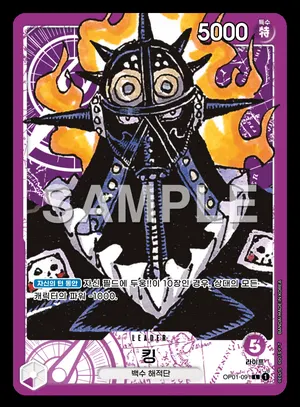 5000
특수
特
SAMPLE
자신의 턴 동안 자신 필드에 두웅!!이 10장인 경우, 상대의 모든
캐릭터의 파워 -1000.
LEADER
킹
5
라이프
백수 해적단
OP01-091 L